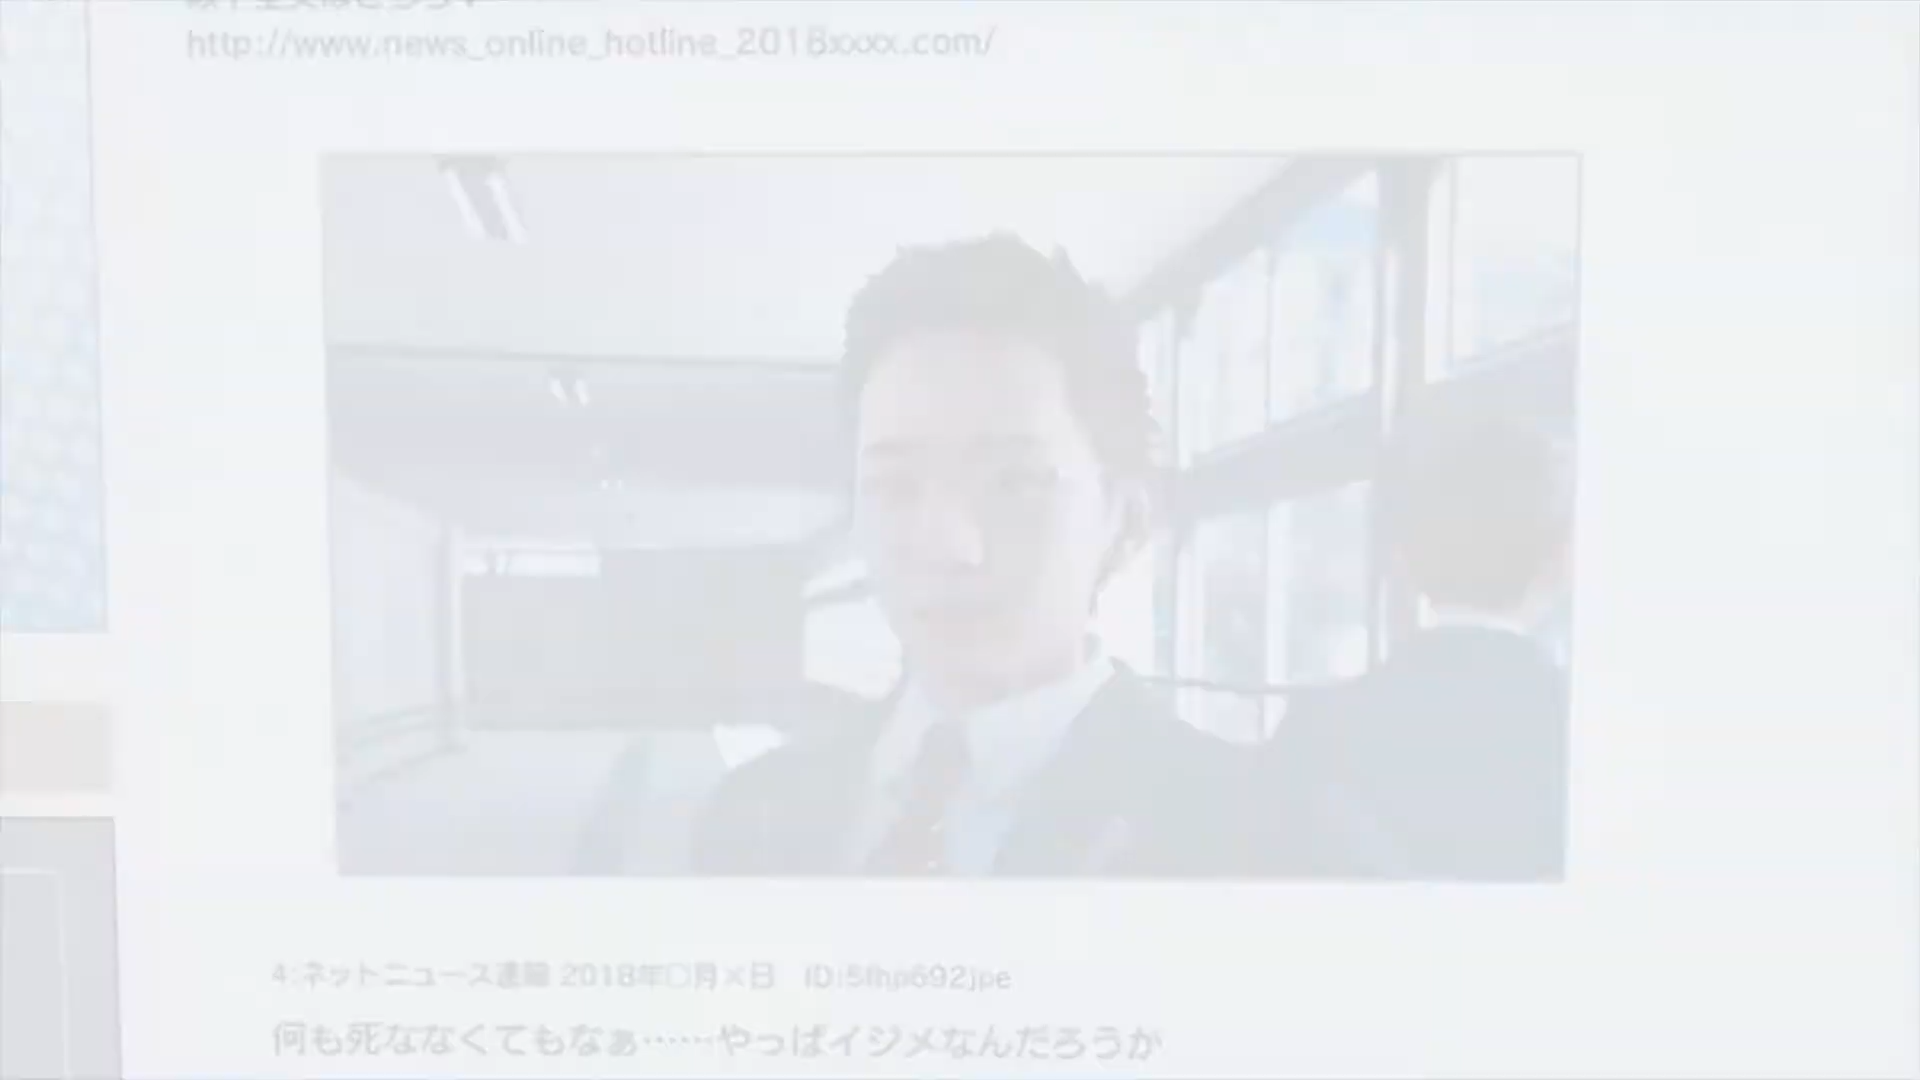 http://www.news_online_hotline_2018xxxx.com/
4:ネットニュース速報 2018年□月×日 ID:5fhp692jpe
何も死ななくてもなぁ……やっぱイジメなんだろうか